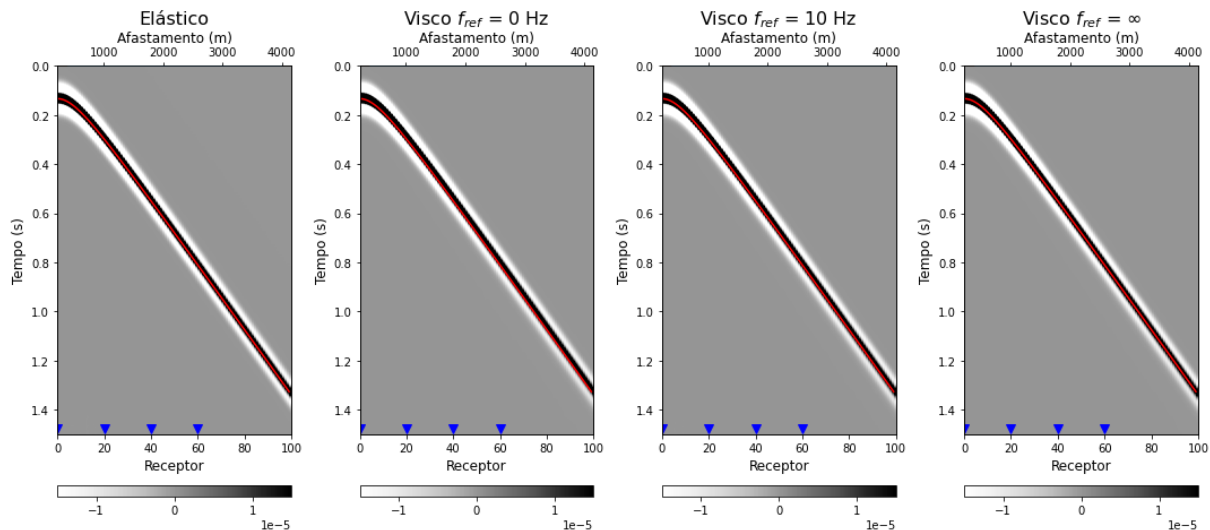 Elástico
Afastamento (m)
1000 2000 3000 4000
0.0
0.2
0.4
0.6
0.8
1.0
1.2
1.4
Tempo (s)
0 20 40 60 80 100
Receptor
−1 0 1
1e−5
Visco f_ref = 0 Hz
Afastamento (m)
1000 2000 3000 4000
0.0
0.2
0.4
0.6
0.8
1.0
1.2
1.4
Tempo (s)
0 20 40 60 80 100
Receptor
−1 0 1
1e−5
Visco f_ref = 10 Hz
Afastamento (m)
1000 2000 3000 4000
0.0
0.2
0.4
0.6
0.8
1.0
1.2
1.4
Tempo (s)
0 20 40 60 80 100
Receptor
−1 0 1
1e−5
Visco f_ref = ∞
Afastamento (m)
1000 2000 3000 4000
0.0
0.2
0.4
0.6
0.8
1.0
1.2
1.4
Tempo (s)
0 20 40 60 80 100
Receptor
−1 0 1
1e−5